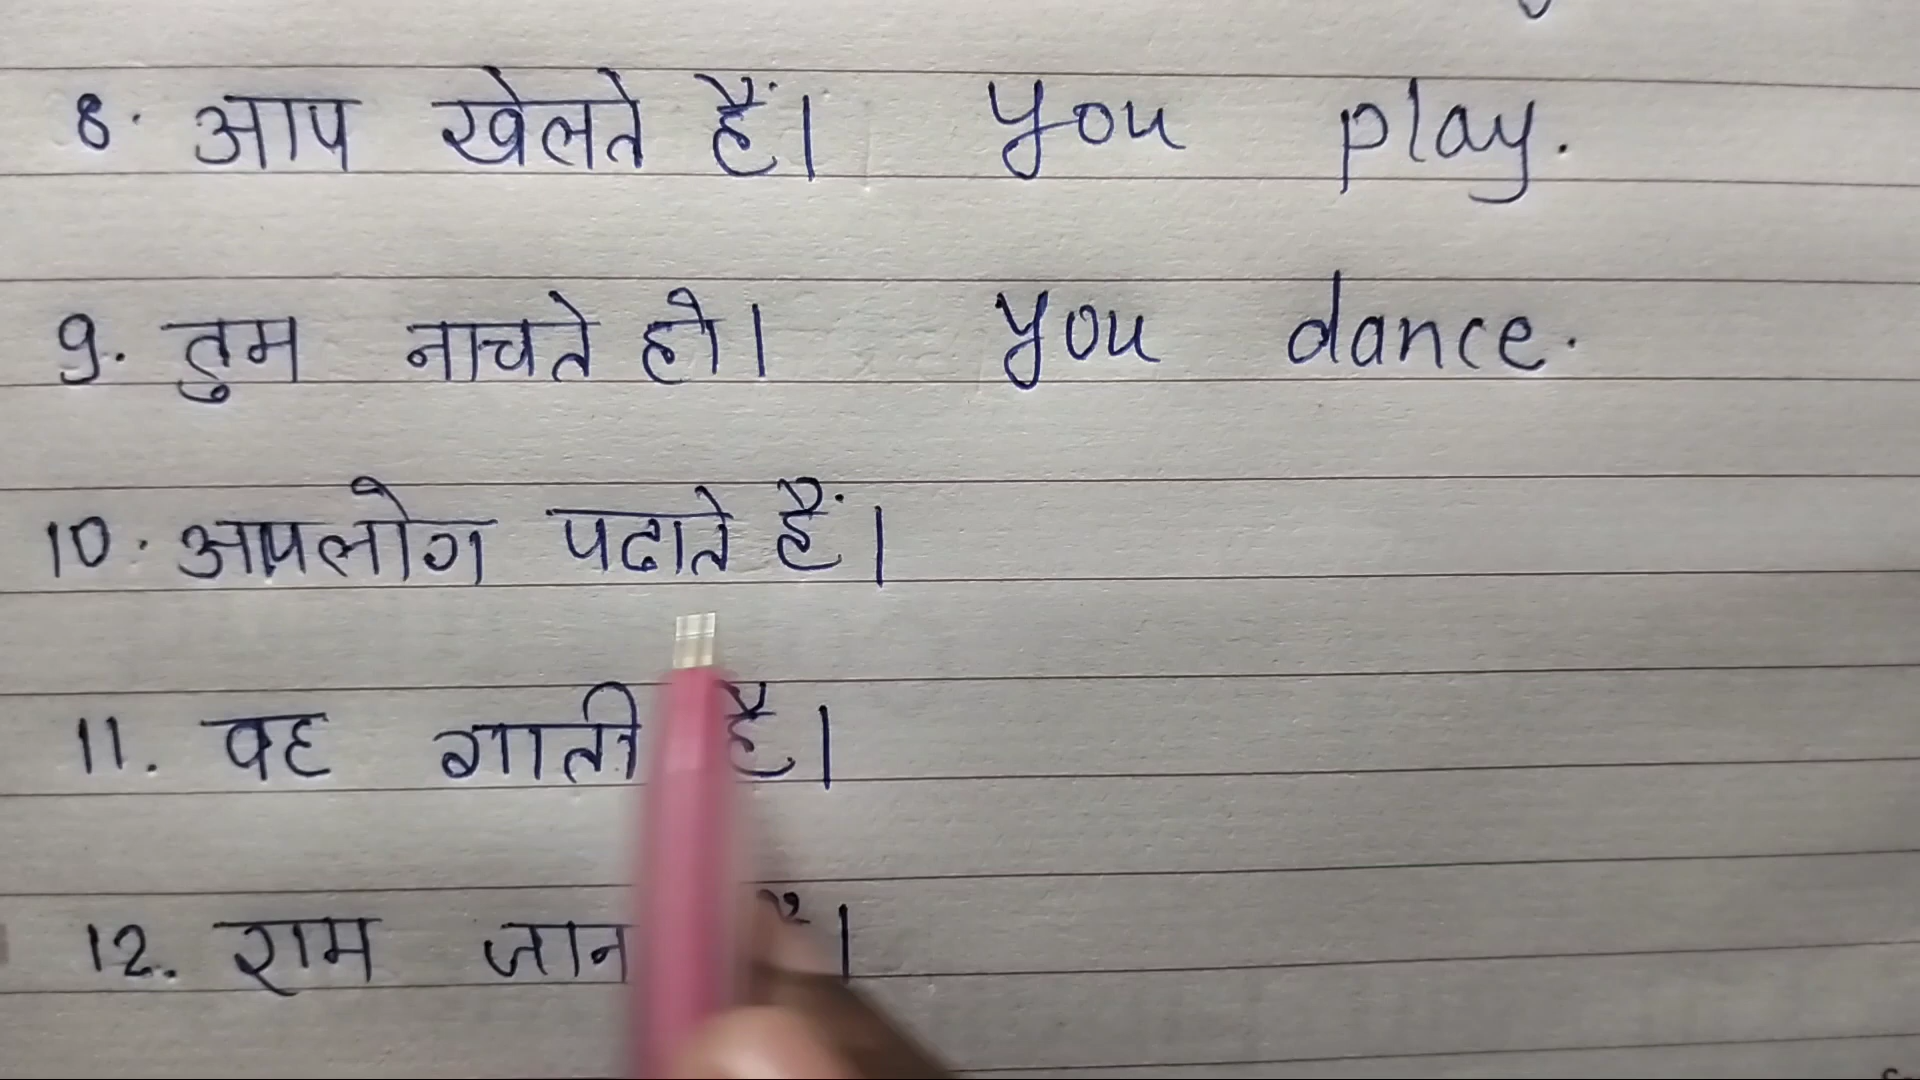 8. आप खेलते हैं। You play.
9. तुम नाचते हो। You dance.
10. आपलोग पढाते हैं।
11. वह गाती है।
12. राम जान